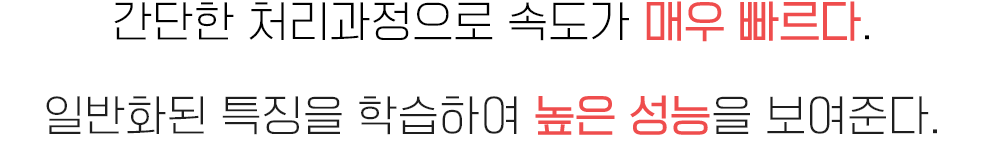 간단한 처리과정으로 속도가 매우 빠르다.
일반화된 특징을 학습하여 높은 성능을 보여준다.